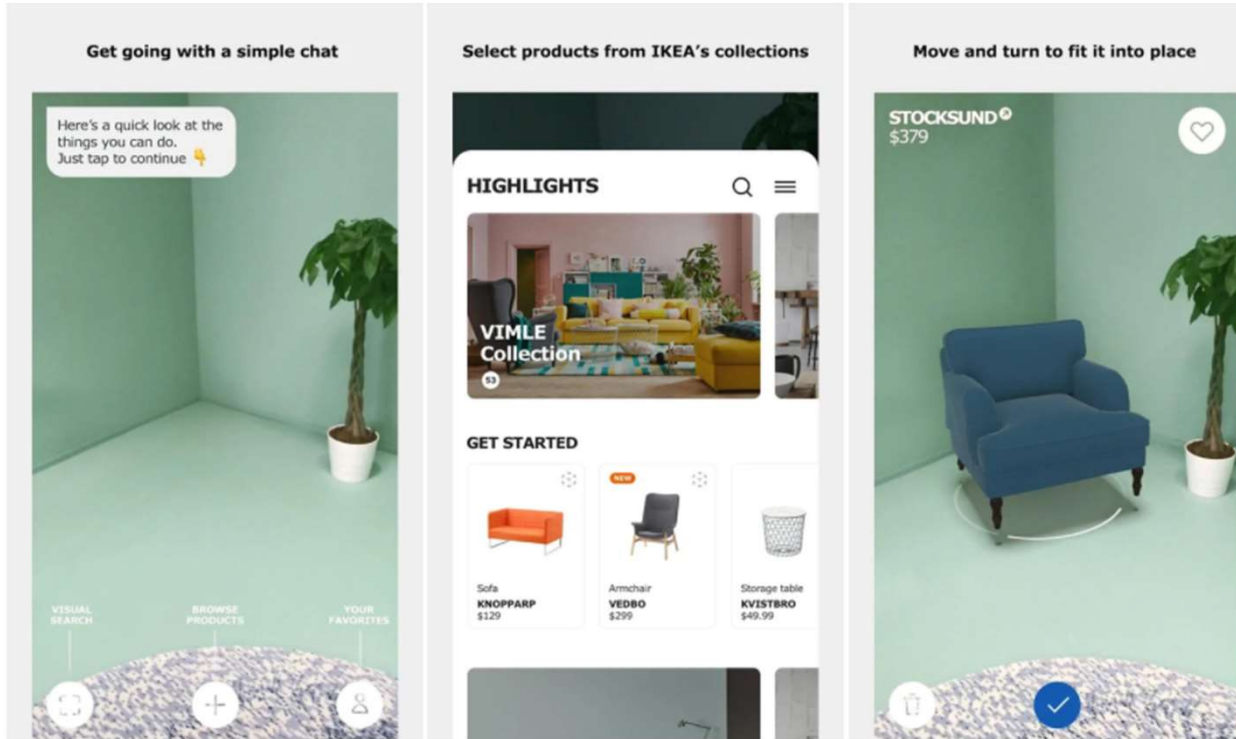 Get going with a simple chat
Here's a quick look at the
things you can do.
Just tap to continue 👇
VISUAL
SEARCH
BROWSE
PRODUCTS
YOUR
FAVORITES
Select products from IKEA's collections
HIGHLIGHTS
VIMLE
Collection
53
GET STARTED
Sofa
KNOPPARP
$129
NEW
Armchair
VEDBO
$299
Storage table
KVISTBRO
$49.99
Move and turn to fit it into place
STOCKSUND
$379